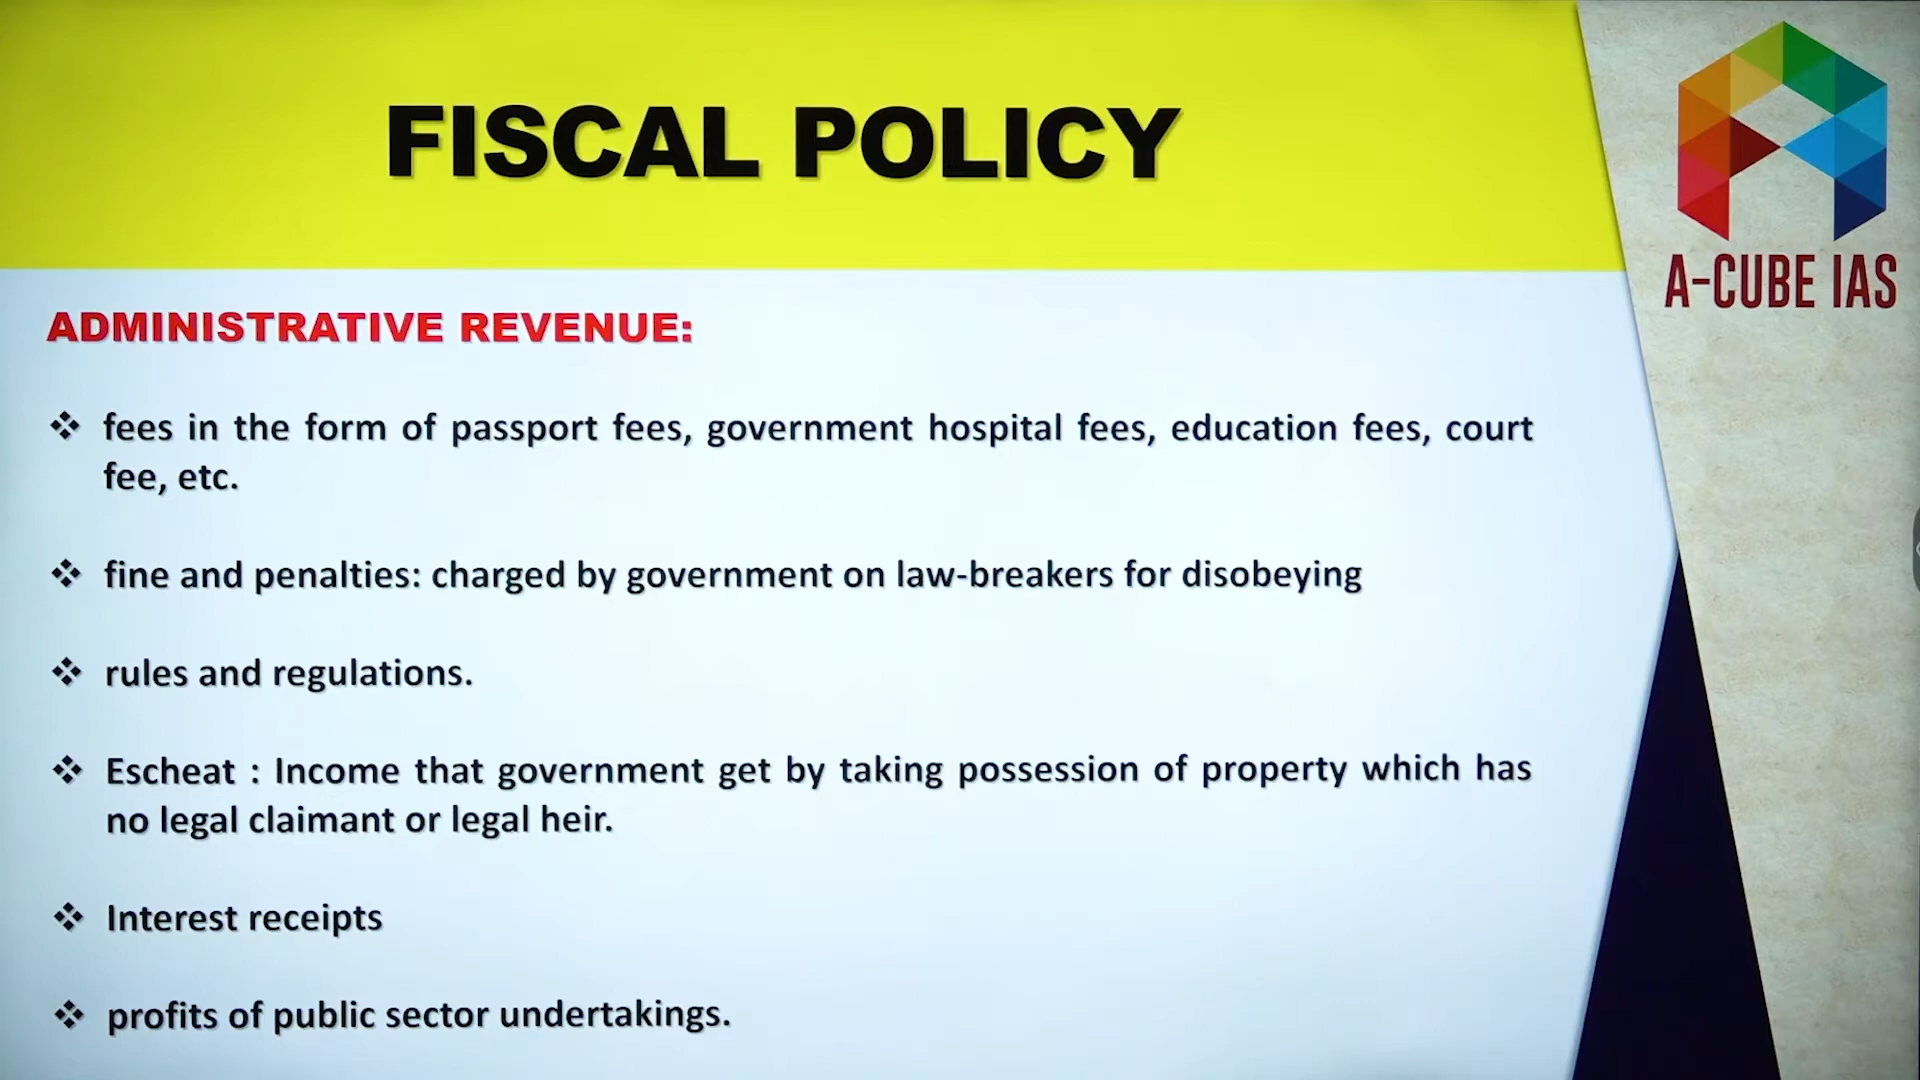 FISCAL POLICY
A-CUBE IAS
ADMINISTRATIVE REVENUE:
fees in the form of passport fees, government hospital fees, education fees, court
fee, etc.
fine and penalties: charged by government on law-breakers for disobeying
rules and regulations.
Escheat : Income that government get by taking possession of property which has
no legal claimant or legal heir.
Interest receipts
profits of public sector undertakings.